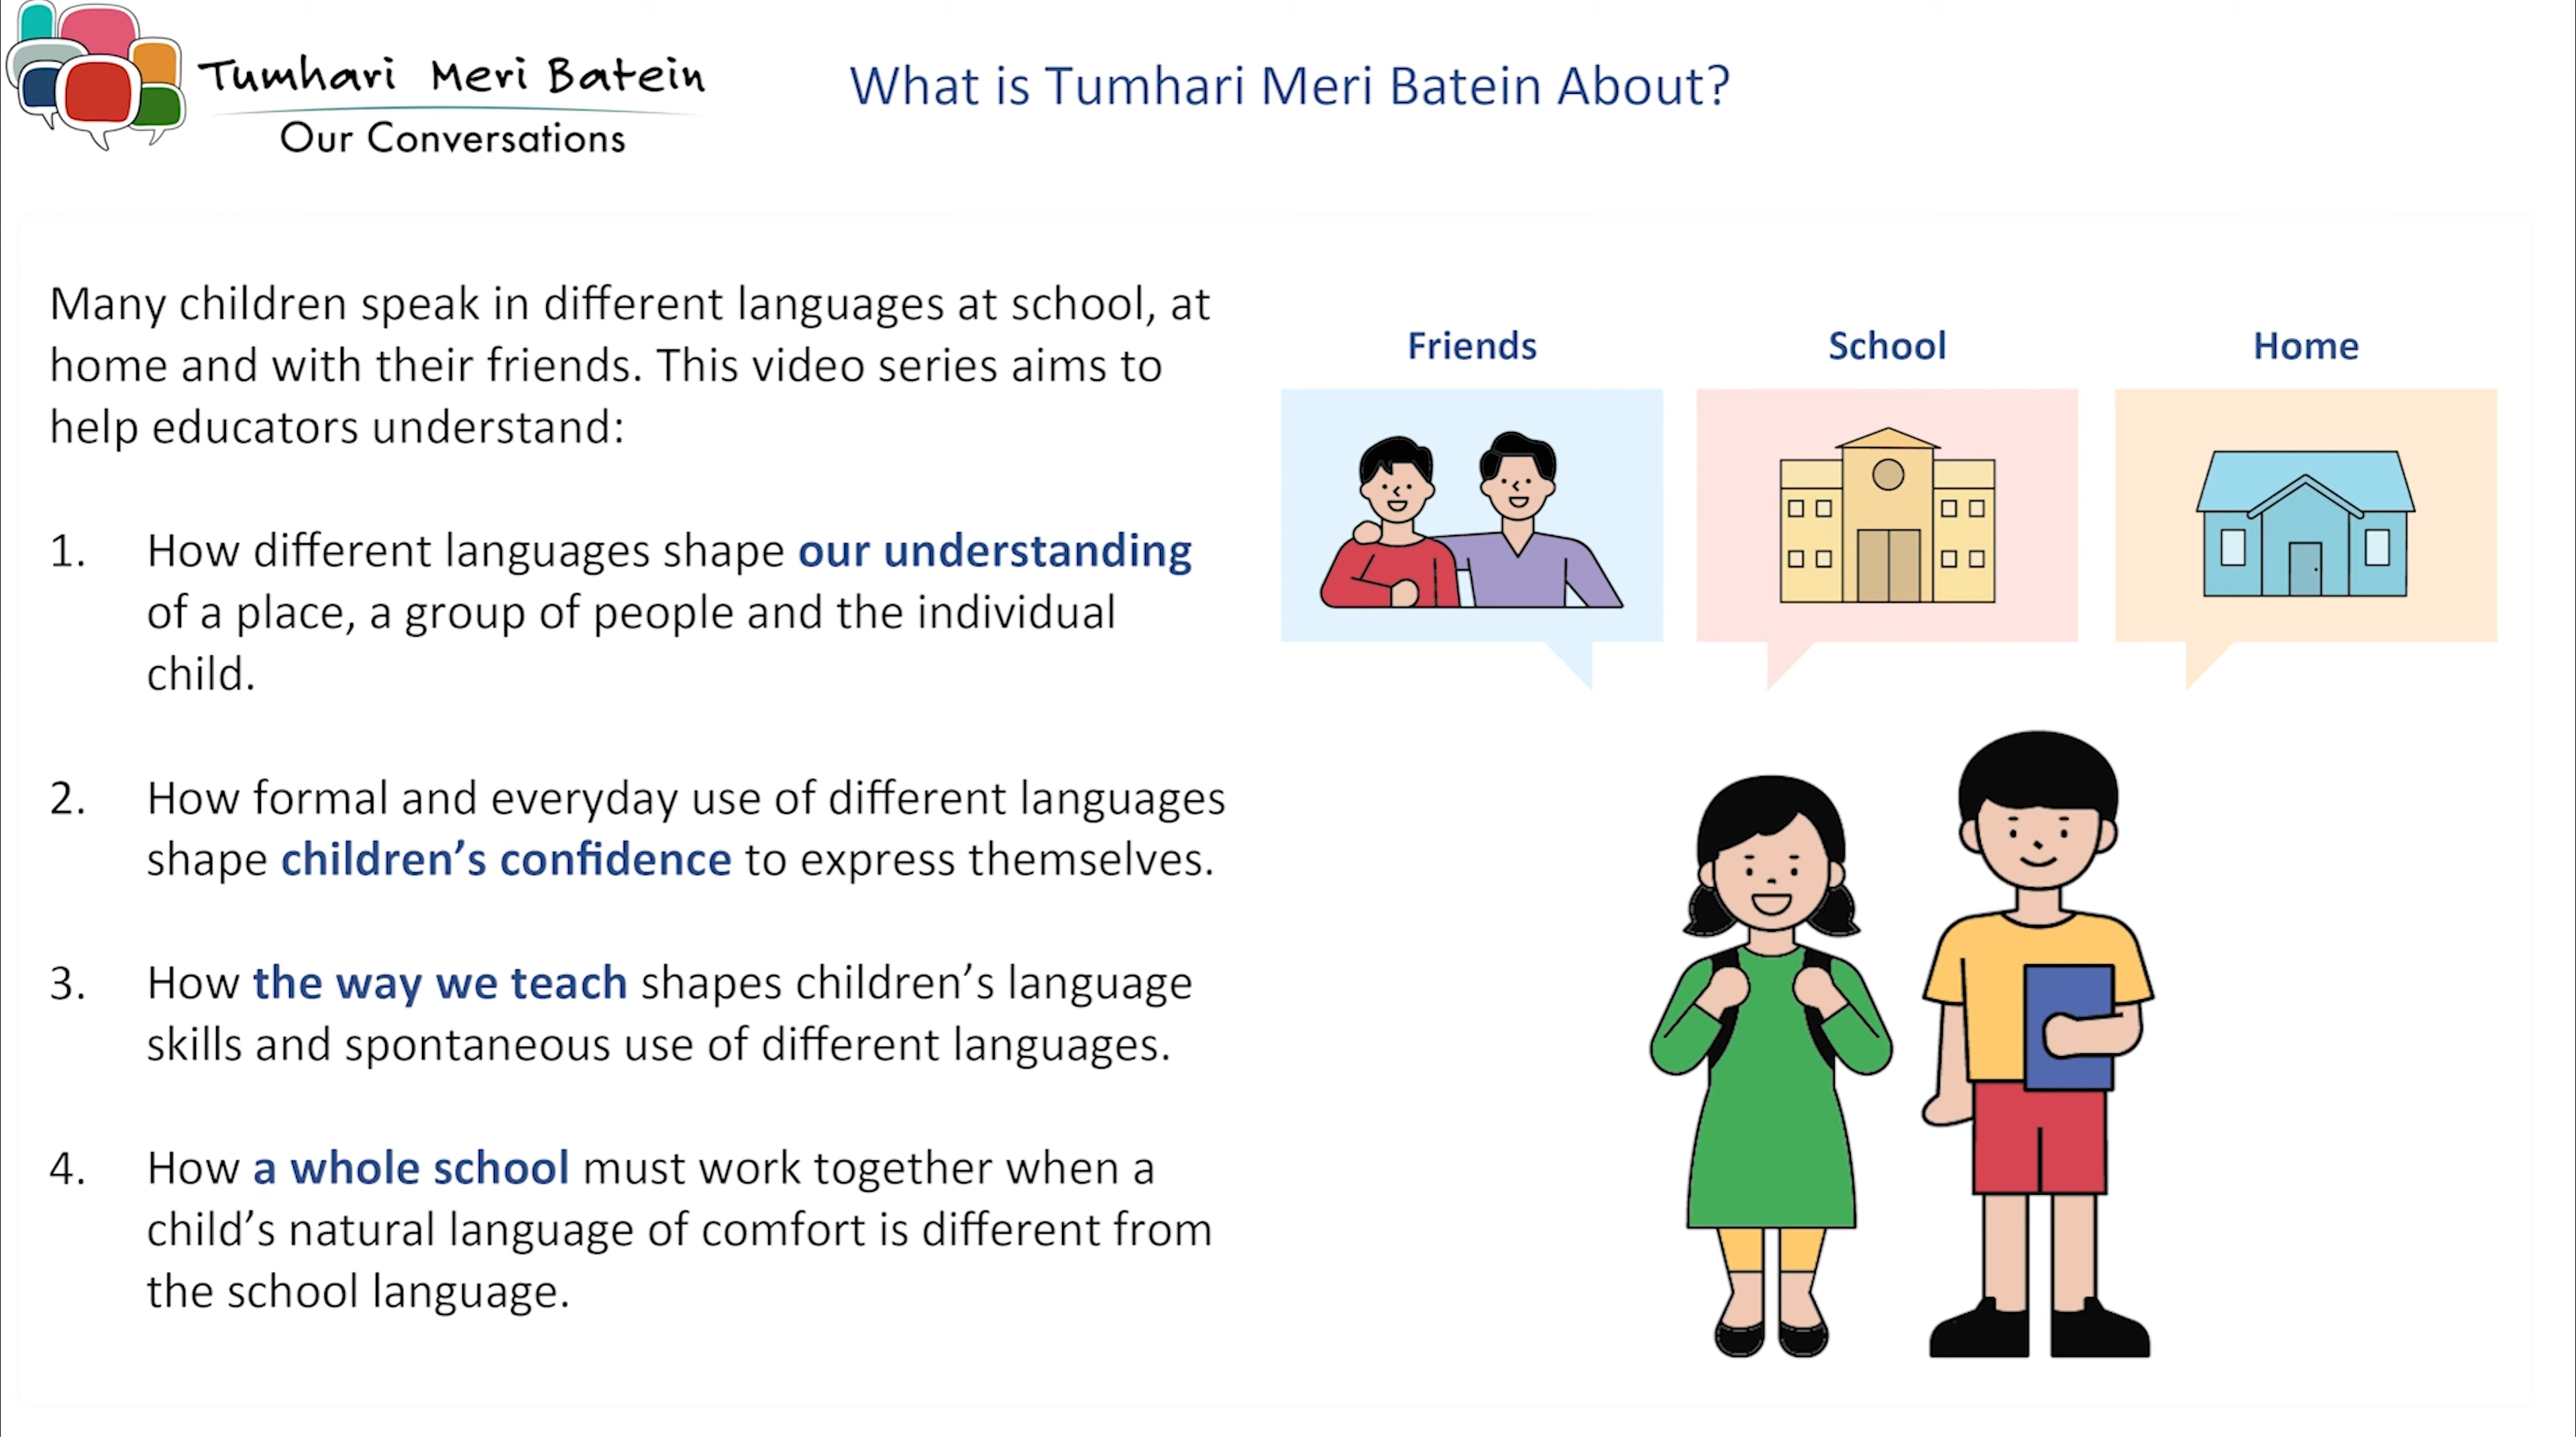 Tumhari Meri Batein
Our Conversations
What is Tumhari Meri Batein About?
Many children speak in different languages at school, at
home and with their friends. This video series aims to
help educators understand:
1. How different languages shape our understanding
of a place, a group of people and the individual
child.
2. How formal and everyday use of different languages
shape children’s confidence to express themselves.
3. How the way we teach shapes children’s language
skills and spontaneous use of different languages.
4. How a whole school must work together when a
child’s natural language of comfort is different from
the school language.
Friends
School
Home